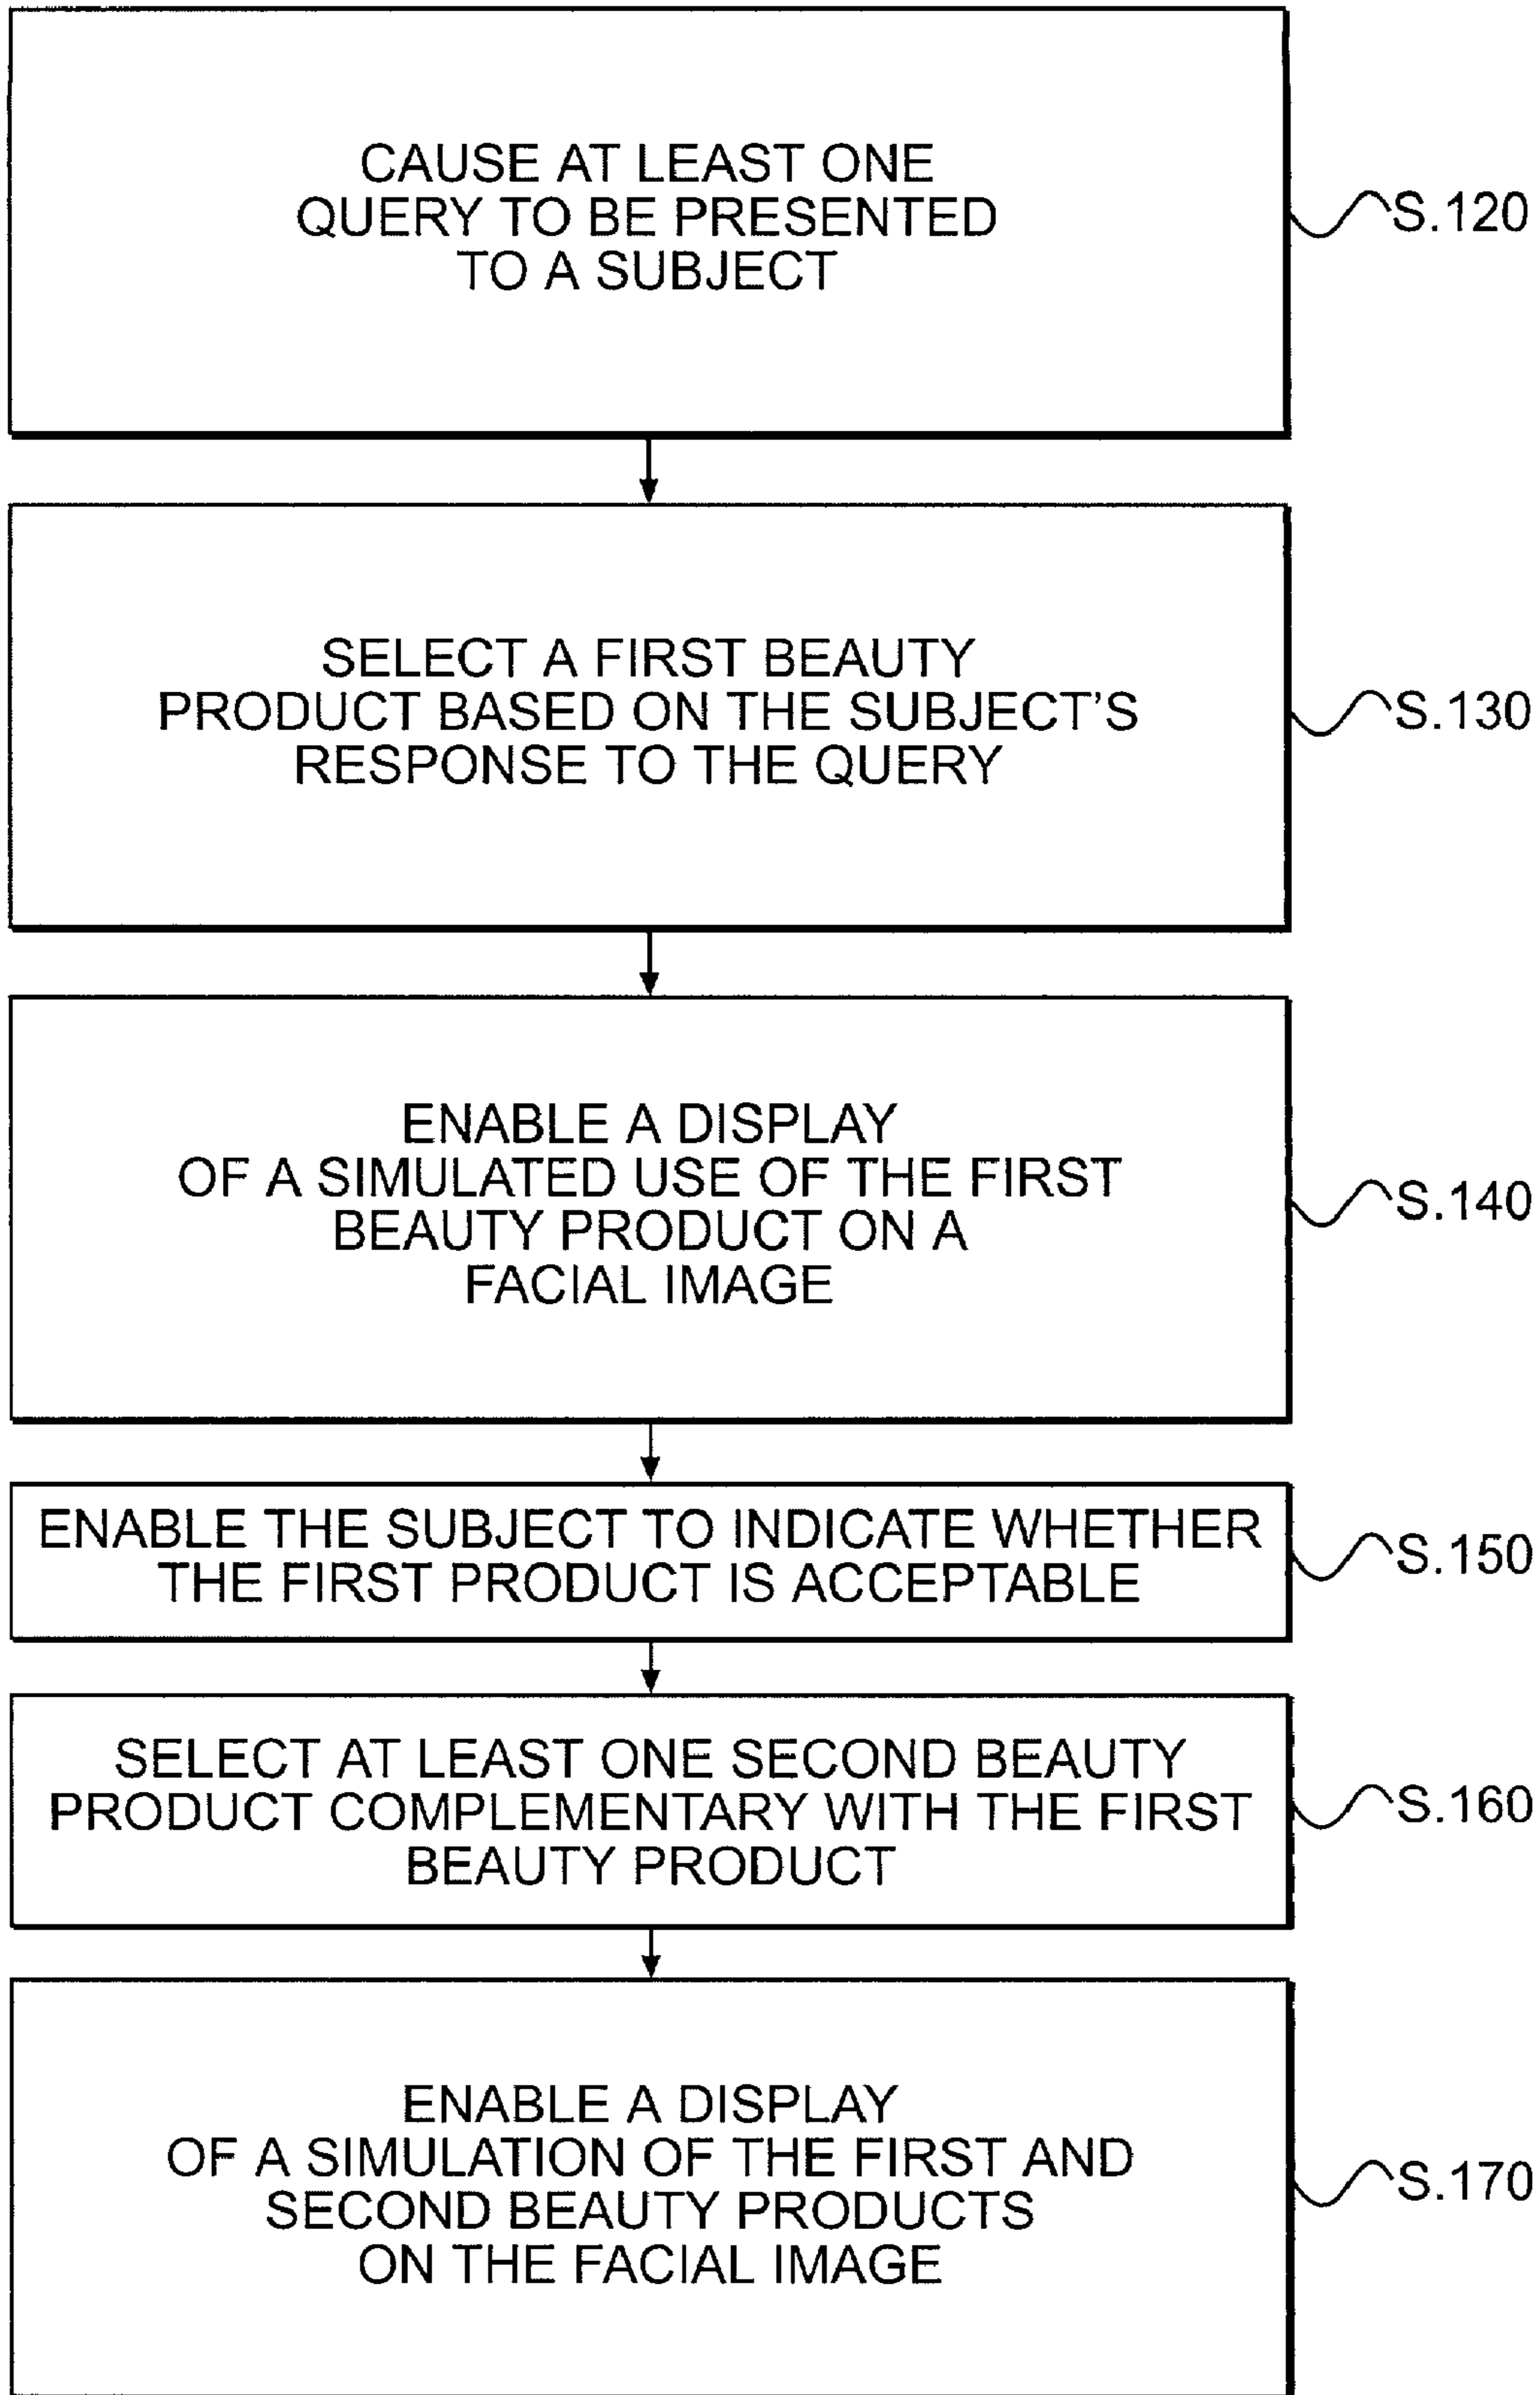 CAUSE AT LEAST ONE
QUERY TO BE PRESENTED
TO A SUBJECT
S.120
SELECT A FIRST BEAUTY
PRODUCT BASED ON THE SUBJECT'S
RESPONSE TO THE QUERY
S.130
ENABLE A DISPLAY
OF A SIMULATED USE OF THE FIRST
BEAUTY PRODUCT ON A
FACIAL IMAGE
S.140
ENABLE THE SUBJECT TO INDICATE WHETHER
THE FIRST PRODUCT IS ACCEPTABLE
S.150
SELECT AT LEAST ONE SECOND BEAUTY
PRODUCT COMPLEMENTARY WITH THE FIRST
BEAUTY PRODUCT
S.160
ENABLE A DISPLAY
OF A SIMULATION OF THE FIRST AND
SECOND BEAUTY PRODUCTS
ON THE FACIAL IMAGE
S.170